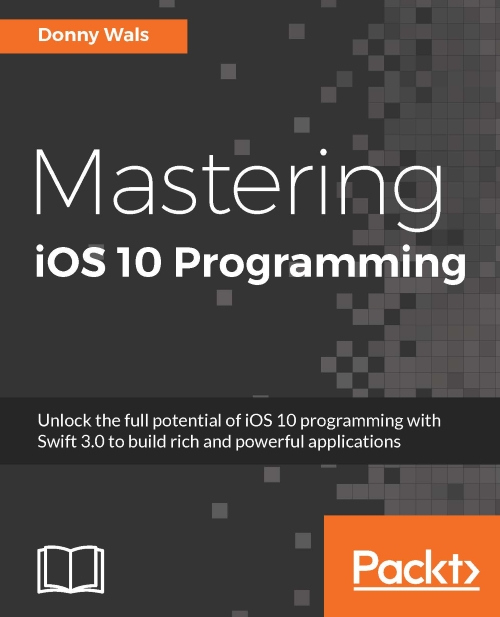 Donny Wals
Mastering
iOS 10 Programming
Unlock the full potential of iOS 10 programming with
Swift 3.0 to build rich and powerful applications
Packt>